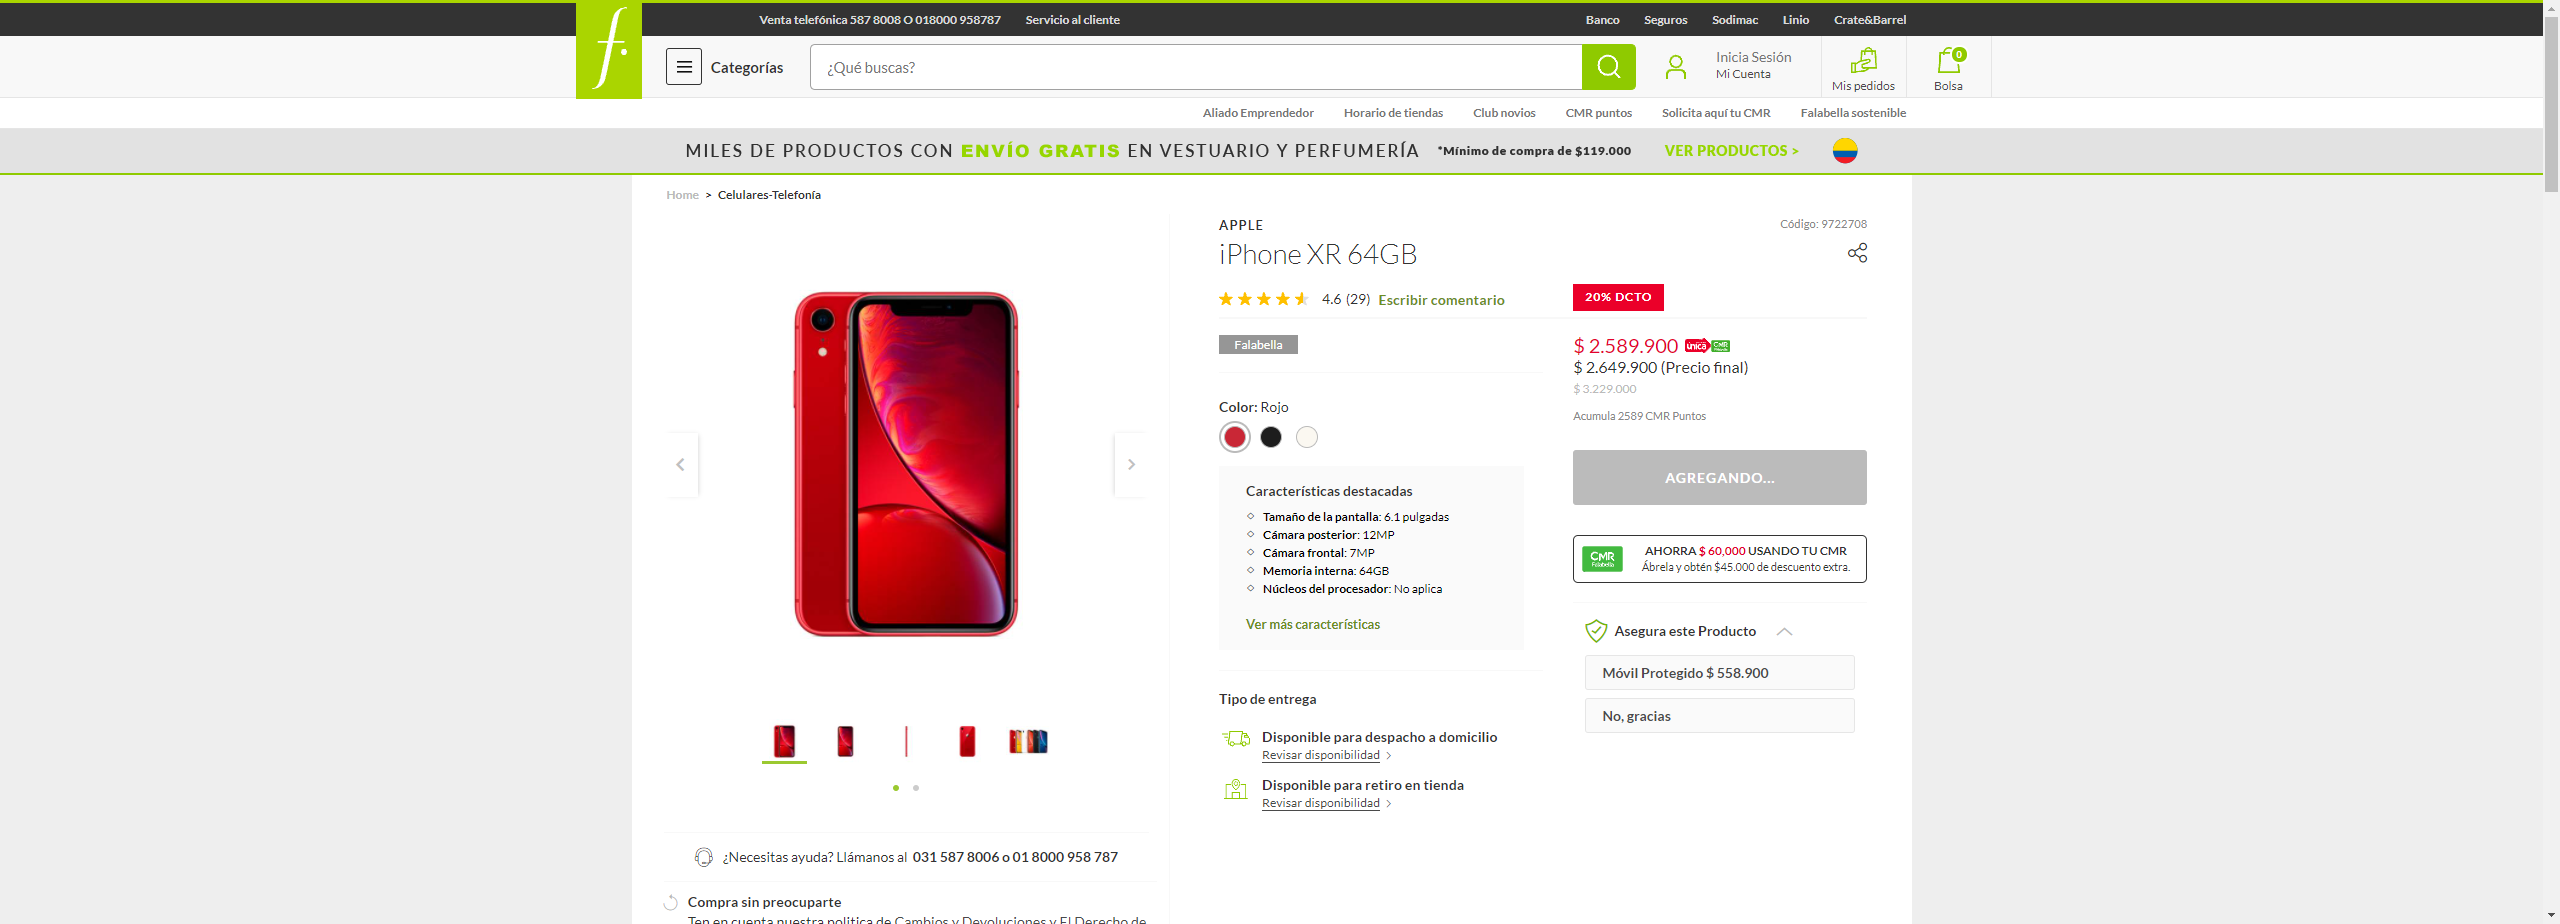 Venta telefónica 587 8008 O 018000 958787 Servicio al cliente Banco Seguros Sodimac Linio Crate&Barrel
f.
Categorías ¿Qué buscas? Inicia Sesión
Mi Cuenta
Mis pedidos
0
Bolsa
Aliado Emprendedor Horario de tiendas Club novios CMR puntos Solicita aquí tu CMR Falabella sostenible
MILES DE PRODUCTOS CON ENVÍO GRATIS EN VESTUARIO Y PERFUMERÍA *Mínimo de compra de $119.000 VER PRODUCTOS >
Home > Celulares-Telefonía
APPLE
Código: 9722708
iPhone XR 64GB
4.6 (29) Escribir comentario
20% DCTO
Falabella
$ 2.589.900 única CMR
$ 2.649.900 (Precio final)
$ 3.229.000
Acumula 2589 CMR Puntos
Color: Rojo
Características destacadas
Tamaño de la pantalla: 6.1 pulgadas
Cámara posterior: 12MP
Cámara frontal: 7MP
Memoria interna: 64GB
Núcleos del procesador: No aplica
Ver más características
AGREGANDO...
CMR
Falabella
AHORRA $ 60,000 USANDO TU CMR
Ábrela y obtén $45.000 de descuento extra.
Asegura este Producto
Móvil Protegido $ 558.900
No, gracias
Tipo de entrega
Disponible para despacho a domicilio
Revisar disponibilidad >
Disponible para retiro en tienda
Revisar disponibilidad >
¿Necesitas ayuda? Llámanos al 031 587 8006 o 01 8000 958 787
Compra sin preocuparte
Ten en cuenta nuestra politica de Cambios y Devoluciones y El Derecho de